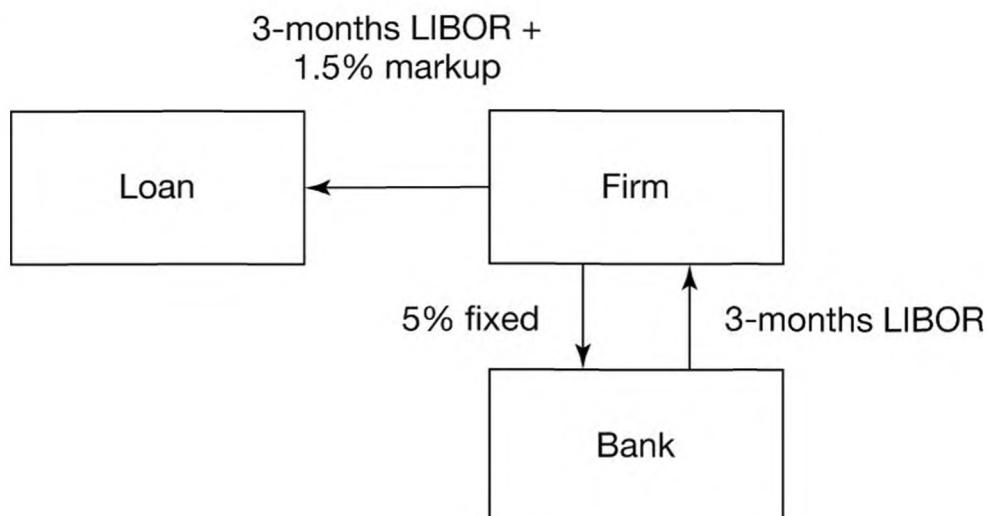 3-months LIBOR +
1.5% markup
Loan
Firm
5% fixed
3-months LIBOR
Bank